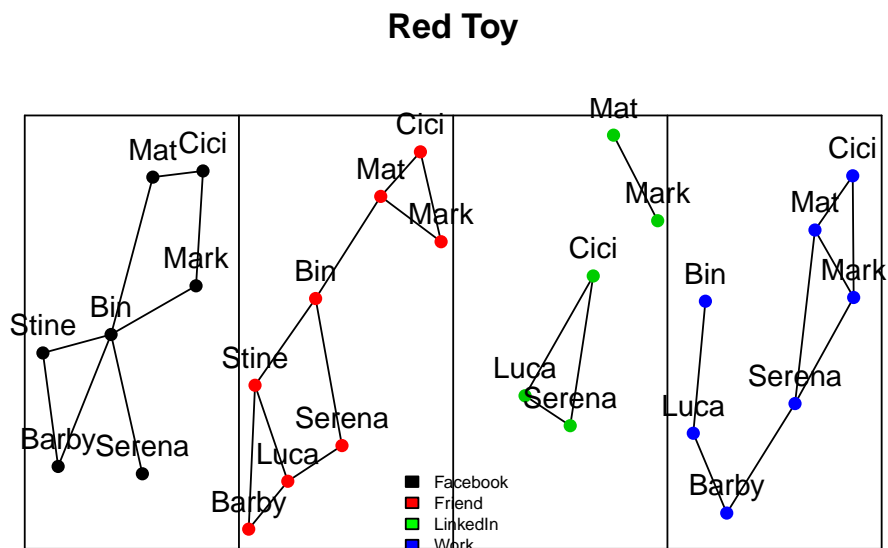 Red Toy
Mat
Cici
Mark
Bin
Stine
Barby
Serena
Cici
Mat
Mark
Bin
Stine
Serena
Luca
Barby
Mat
Mark
Cici
Luca
Serena
Cici
Mat
Mark
Bin
Serena
Luca
Barby
Facebook
Friend
LinkedIn
Work